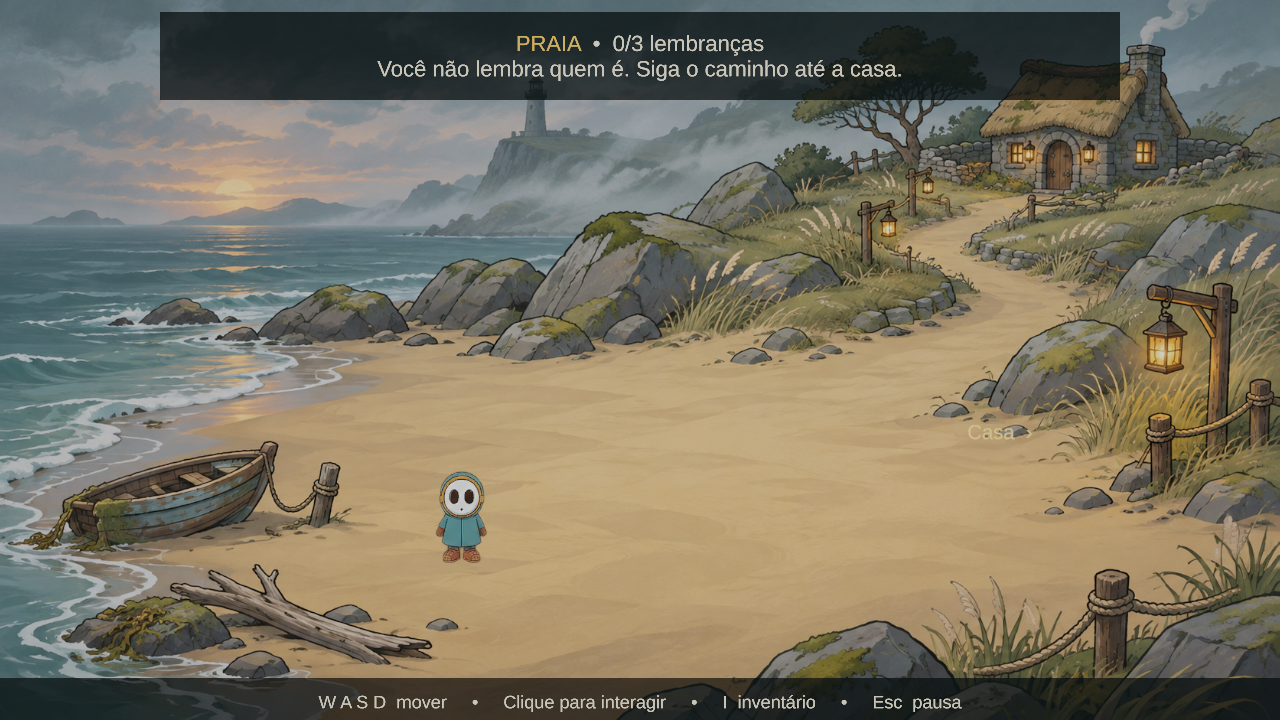 PRAIA • 0/3 lembranças
Você não lembra quem é. Siga o caminho até a casa.
Casa ›
W A S D mover • Clique para interagir • I inventário • Esc pausa